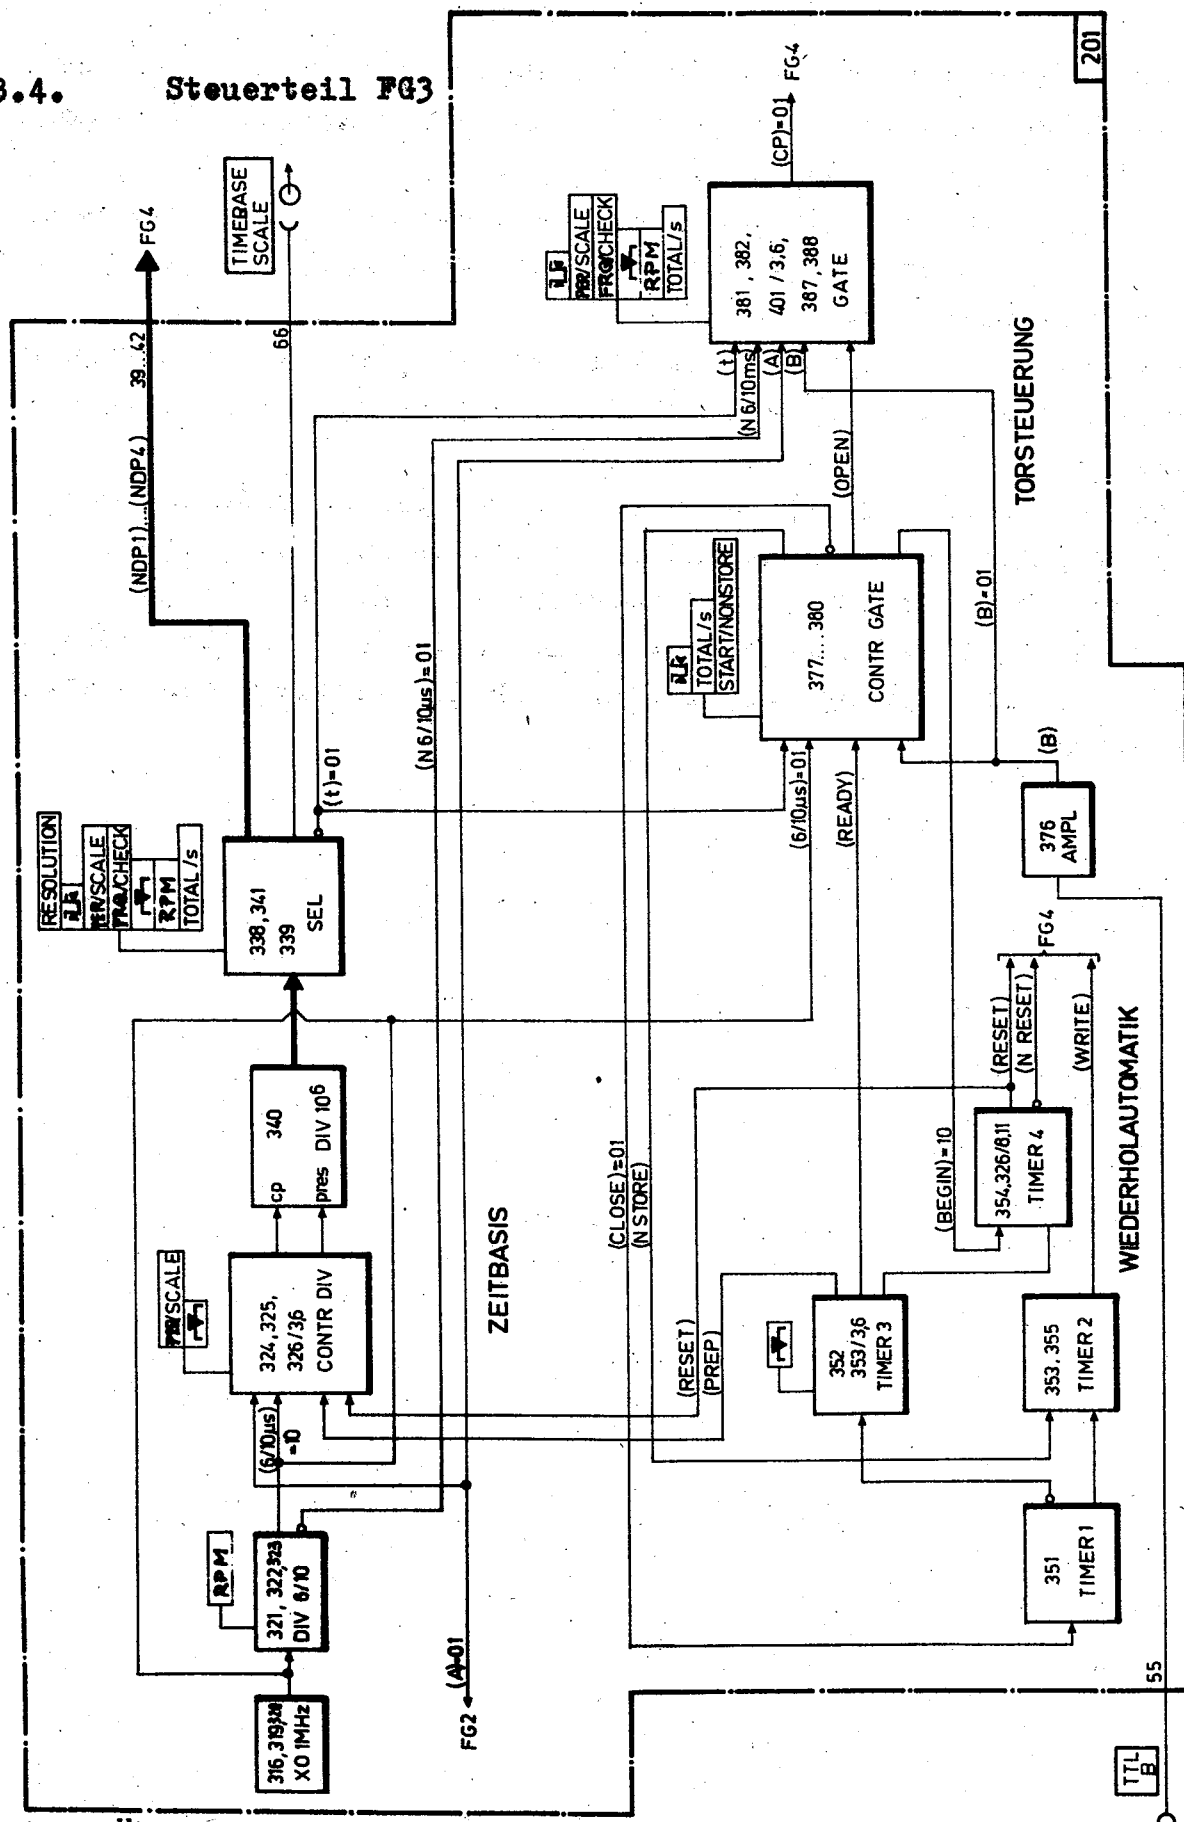 3.4. Steuerteil FG3
201
(NDP1)...(NDP4) 39...42
FG4
TIMEBASE
SCALE
66
RESOLUTION
PER/SCALE
FRQ/CHECK
RPM
TOTAL/s
338,341
339
SEL
(t)=01
340
cp
pres DIV 10⁶
PER/SCALE
324,325,
326/3,6
CONTR DIV
(6/10µs)
=10
RPM
321, 322,323
DIV 6/10
316,319,320
XO 1MHz
(A)=01
FG2
ZEITBASIS
(N6/10µs)=01
PER/SCALE
FRQ/CHECK
RPM
TOTAL/s
381, 382,
401/3,6,
387,388
GATE
(CP)=01
FG4
(t)
(N6/10ms)
(A)
(B)
(OPEN)
TORSTEUERUNG
TOTAL/s
START/NONSTORE
377....380
CONTR GATE
(6/10µs)=01
(READY)
(B)=01
(B)
376
AMPL
(CLOSE)=01
(N STORE)
(RESET)
(PREP)
(BEGIN)=10
352
353/3,6
TIMER 3
354,326/8,11
TIMER 4
(RESET)
(N RESET)
(WRITE)
FG4
353,355
TIMER 2
351
TIMER 1
WIEDERHOLAUTOMATIK
55
TTL
B